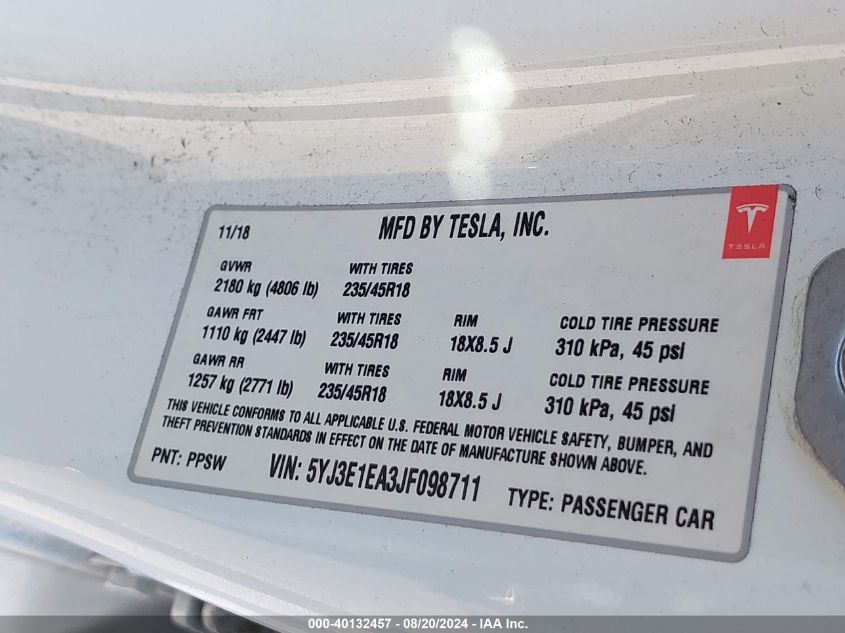 11/18 MFD BY TESLA, INC.
TESLA
GVWR WITH TIRES
2180 kg (4806 lb) 235/45R18
GAWR FRT WITH TIRES RIM COLD TIRE PRESSURE
1110 kg (2447 lb) 235/45R18 18X8.5 J 310 kPa, 45 psi
GAWR RR WITH TIRES RIM COLD TIRE PRESSURE
1257 kg (2771 lb) 235/45R18 18X8.5 J 310 kPa, 45 psi
THIS VEHICLE CONFORMS TO ALL APPLICABLE U.S. FEDERAL MOTOR VEHICLE SAFETY, BUMPER, AND
THEFT PREVENTION STANDARDS IN EFFECT ON THE DATE OF MANUFACTURE SHOWN ABOVE.
PNT: PPSW VIN: 5YJ3E1EA3JF098711 TYPE: PASSENGER CAR
000-40132457 - 08/20/2024 - IAA Inc.